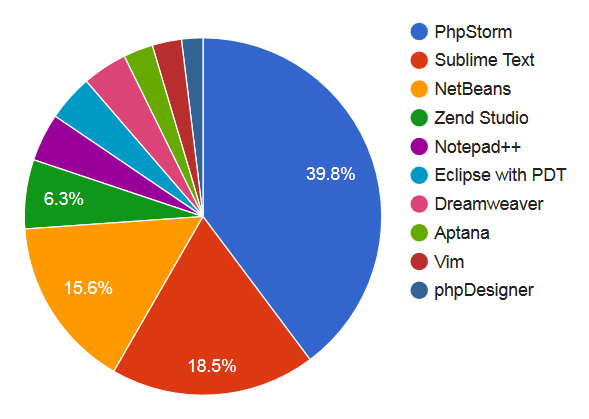 PhpStorm
Sublime Text
NetBeans
Zend Studio
Notepad++
Eclipse with PDT
Dreamweaver
Aptana
Vim
phpDesigner
39.8%
6.3%
15.6%
18.5%